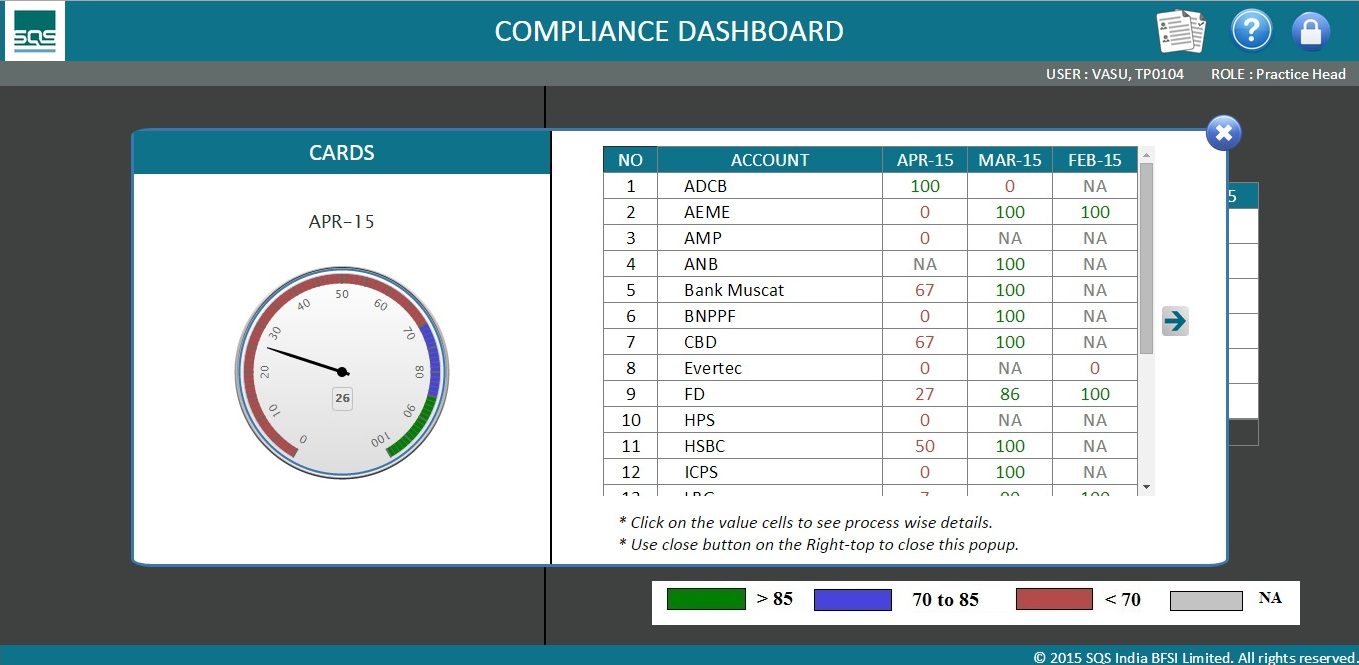 SQS
COMPLIANCE DASHBOARD
?
USER : VASU, TP0104 ROLE : Practice Head
CARDS
APR-15
0 10 20 30 40 50 60 70 80 90 100
26
NO ACCOUNT APR-15 MAR-15 FEB-15
1 ADCB 100 0 NA
2 AEME 0 100 100
3 AMP 0 NA NA
4 ANB NA 100 NA
5 Bank Muscat 67 100 NA
6 BNPPF 0 100 NA
7 CBD 67 100 NA
8 Evertec 0 NA 0
9 FD 27 86 100
10 HPS 0 NA NA
11 HSBC 50 100 NA
12 ICPS 0 100 NA
5
* Click on the value cells to see process wise details.
* Use close button on the Right-top to close this popup.
> 85 70 to 85 < 70 NA
© 2015 SQS India BFSI Limited. All rights reserved.